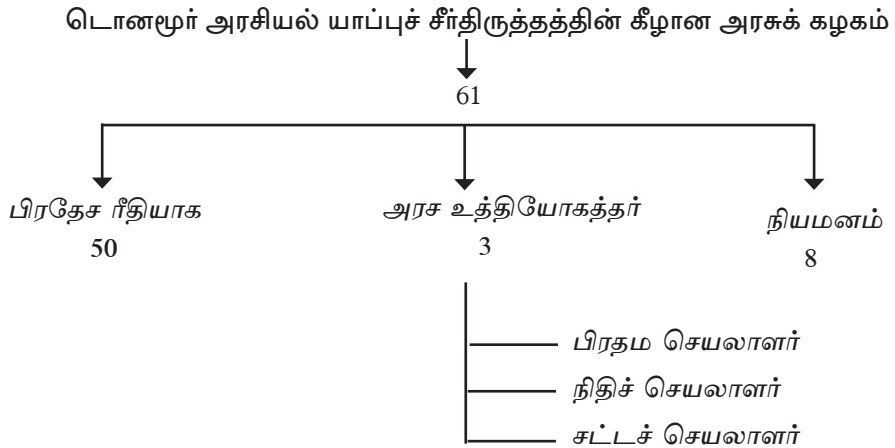 டொனமூர் அரசியல் யாப்புச் சீர்திருத்தத்தின் கீழான அரசுக் கழகம்
61
பிரதேச ரீதியாக
50
அரச உத்தியோகத்தர்
3
நியமனம்
8
பிரதம செயலாளர்
நிதிச் செயலாளர்
சட்டச் செயலாளர்